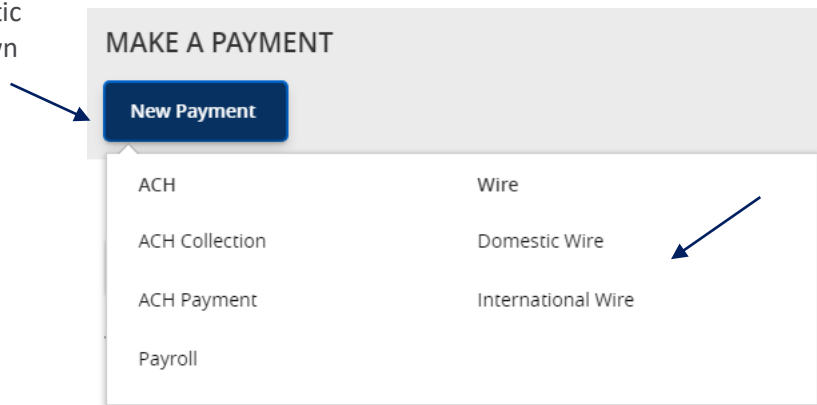 MAKE A PAYMENT
New Payment
ACH Wire
ACH Collection Domestic Wire
ACH Payment International Wire
Payroll